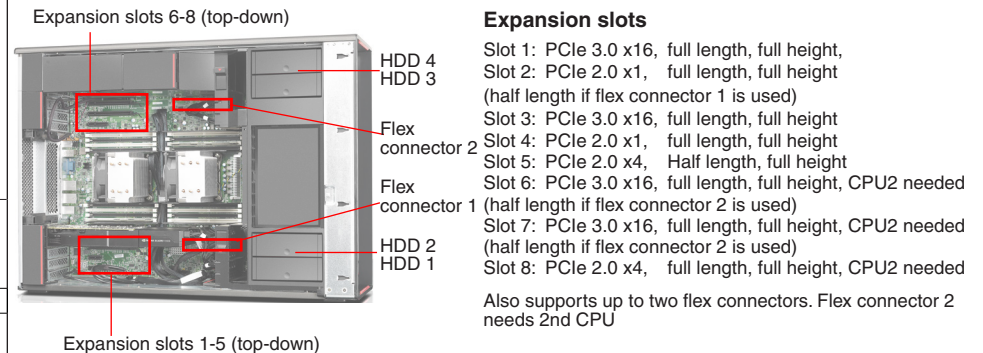 Expansion slots 6-8 (top-down)
HDD 4
HDD 3
Flex
connector 2
Flex
connector 1
HDD 2
HDD 1
Expansion slots 1-5 (top-down)
Expansion slots
Slot 1: PCIe 3.0 x16, full length, full height,
Slot 2: PCIe 2.0 x1, full length, full height
(half length if flex connector 1 is used)
Slot 3: PCIe 3.0 x16, full length, full height
Slot 4: PCIe 2.0 x1, full length, full height
Slot 5: PCIe 2.0 x4, Half length, full height
Slot 6: PCIe 3.0 x16, full length, full height, CPU2 needed
(half length if flex connector 2 is used)
Slot 7: PCIe 3.0 x16, full length, full height, CPU2 needed
(half length if flex connector 2 is used)
Slot 8: PCIe 2.0 x4, full length, full height, CPU2 needed
Also supports up to two flex connectors. Flex connector 2
needs 2nd CPU